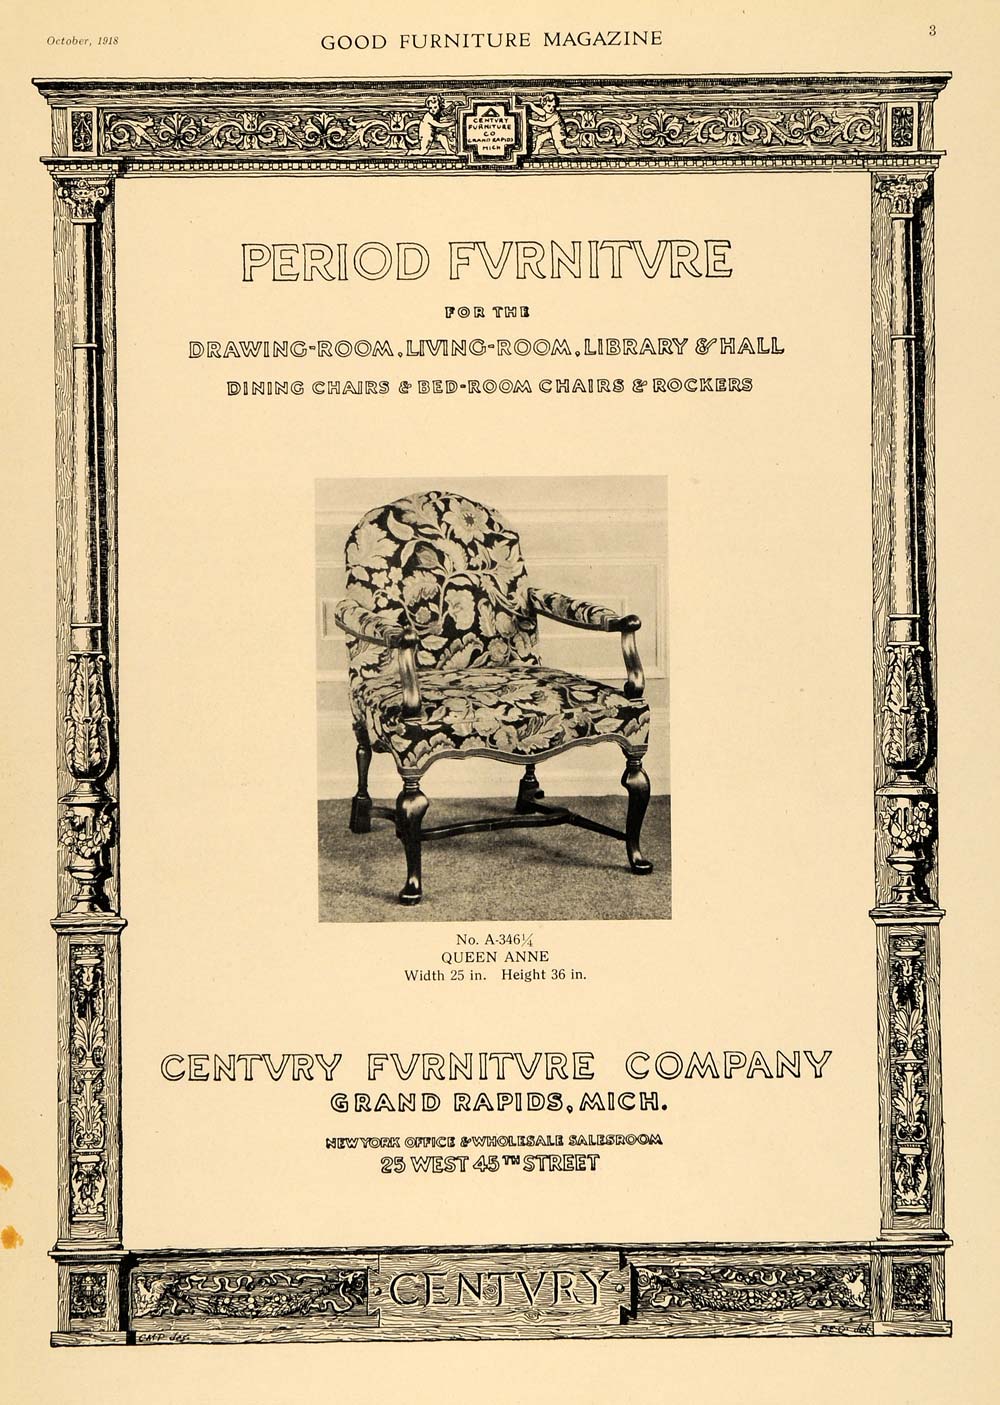 October, 1918
GOOD FURNITURE MAGAZINE
3
CENTVRY
FVRNITVRE
CO
GRAND RAPIDS
MICH
PERIOD FVRNITVRE
FOR THE
DRAWING-ROOM, LIVING-ROOM, LIBRARY & HALL
DINING CHAIRS & BED-ROOM CHAIRS & ROCKERS
No. A-346¼
QUEEN ANNE
Width 25 in. Height 36 in.
CENTVRY FVRNITVRE COMPANY
GRAND RAPIDS, MICH.
NEW YORK OFFICE & WHOLESALE SALESROOM
25 WEST 45TH STREET
CENTVRY